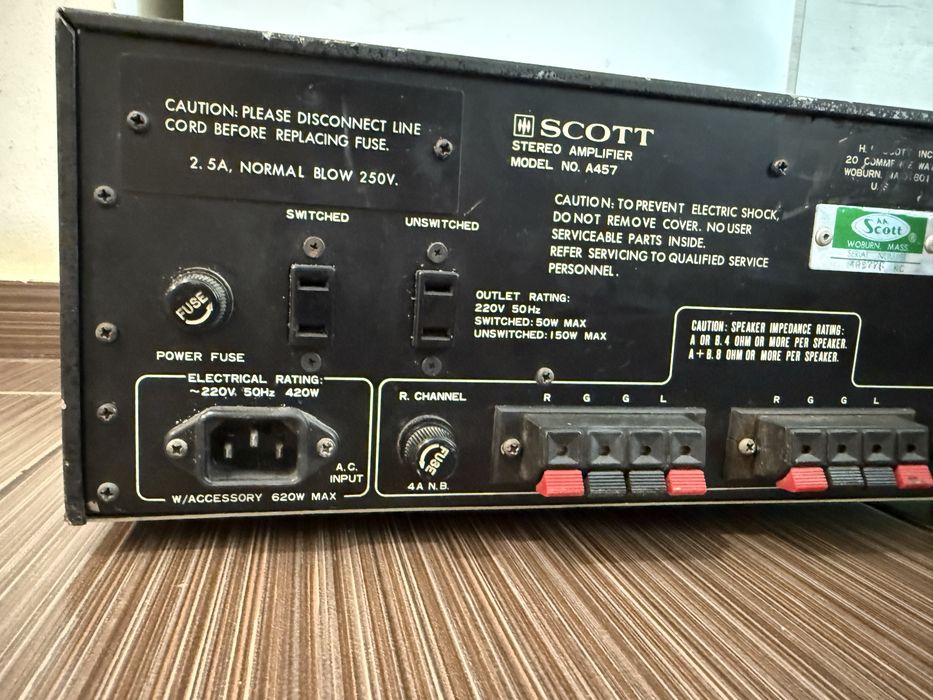 CAUTION: PLEASE DISCONNECT LINE
CORD BEFORE REPLACING FUSE.
2. 5A, NORMAL BLOW 250V.
SCOTT
STEREO AMPLIFIER
MODEL NO. A457
INC
20
WOBURN,
CAUTION: TO PREVENT ELECTRIC SHOCK,
DO NOT REMOVE COVER. NO USER
SERVICEABLE PARTS INSIDE.
REFER SERVICING TO QUALIFIED SERVICE
PERSONNEL.
Scott
WOBURN, MASS.
SERIAL
SWITCHED
UNSWITCHED
OUTLET RATING:
220V 50Hz
SWITCHED: 50W MAX
UNSWITCHED: 150W MAX
FUSE
POWER FUSE
CAUTION: SPEAKER IMPEDANCE RATING:
A OR B. 4 OHM OR MORE PER SPEAKER.
A + B. 8 OHM OR MORE PER SPEAKER.
ELECTRICAL RATING:
~220V 50Hz 420W
A.C.
INPUT
W/ACCESSORY 620W MAX
R. CHANNEL
FUSE
4A N.B.
R G G L
R G G L